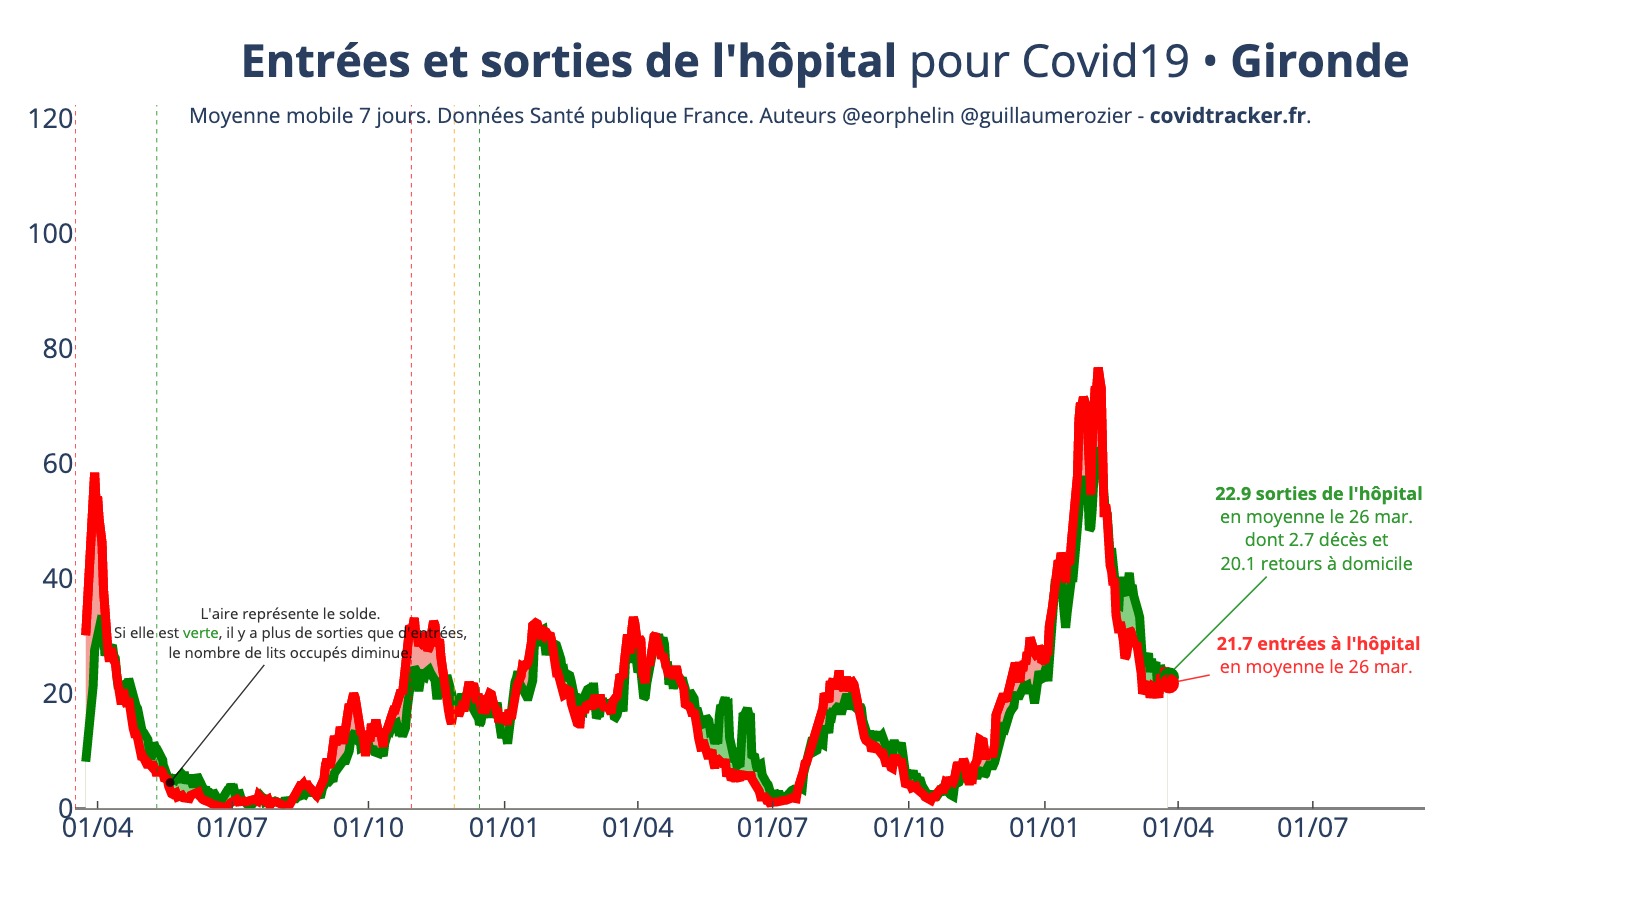 Entrées et sorties de l'hôpital pour Covid19 • Gironde
Moyenne mobile 7 jours. Données Santé publique France. Auteurs @eorphelin @guillaumerozier - covidtracker.fr.
120
100
80
60
40
20
0
L'aire représente le solde.
Si elle est verte, il y a plus de sorties que d'entrées,
le nombre de lits occupés diminue.
22.9 sorties de l'hôpital
en moyenne le 26 mar.
dont 2.7 décès et
20.1 retours à domicile
21.7 entrées à l'hôpital
en moyenne le 26 mar.
01/04 01/07 01/10 01/01 01/04 01/07 01/10 01/01 01/04 01/07